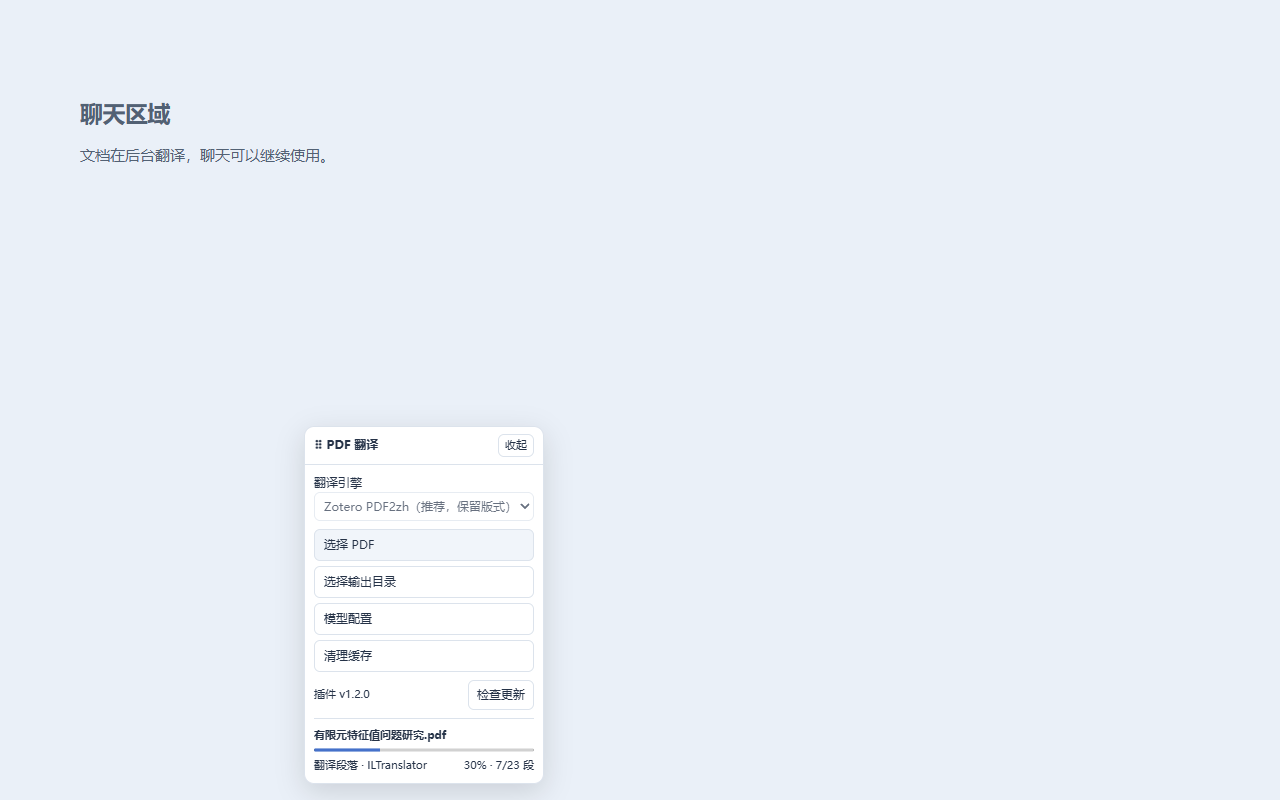 聊天区域
文档在后台翻译，聊天可以继续使用。
⠿ PDF 翻译 收起
翻译引擎
Zotero PDF2zh（推荐，保留版式）
选择 PDF
选择输出目录
模型配置
清理缓存
插件 v1.2.0 检查更新
有限元特征值问题研究.pdf
翻译段落 · ILTranslator 30% · 7/23 段